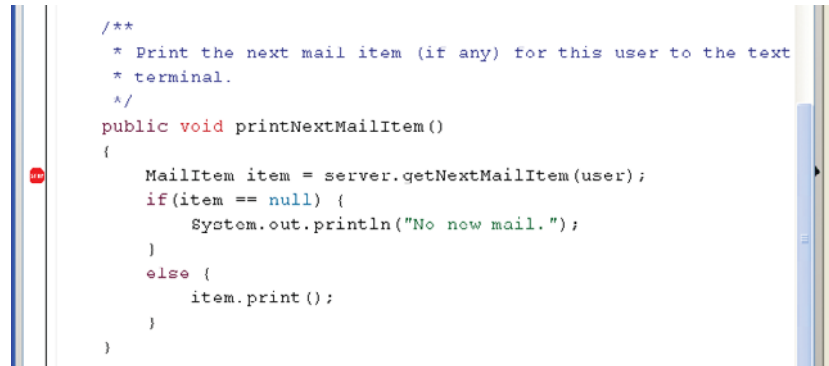 /**
 * Print the next mail item (if any) for this user to the text
 * terminal.
 */
public void printNextMailItem()
{
    MailItem item = server.getNextMailItem(user);
    if(item == null) {
        System.out.println("No new mail.");
    }
    else {
        item.print();
    }
}